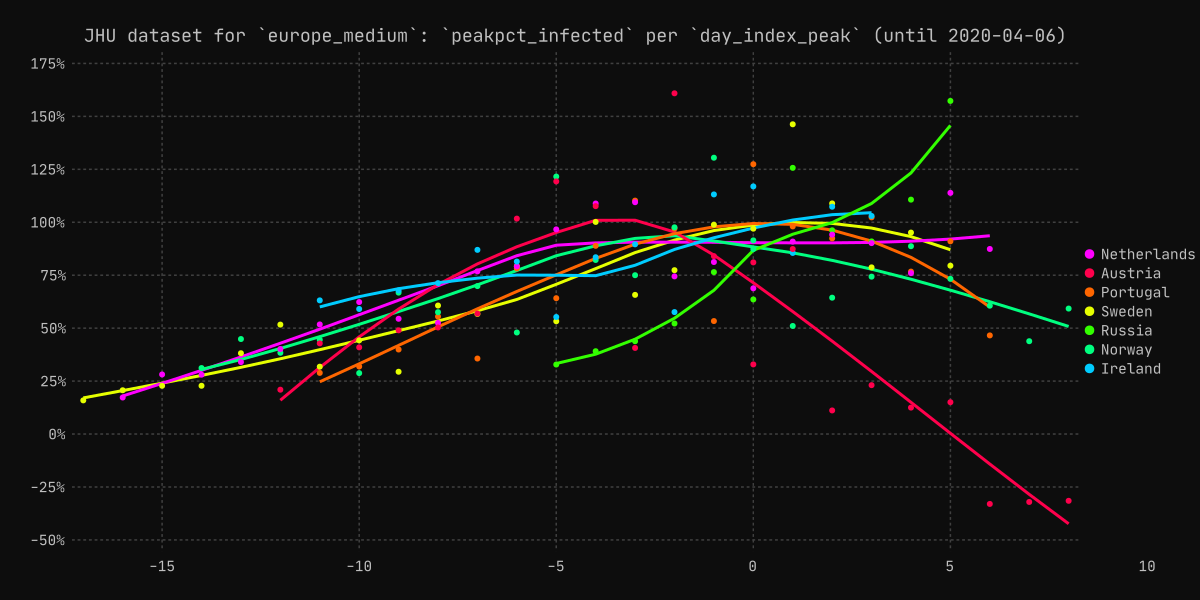 JHU dataset for `europe_medium`: `peakpct_infected` per `day_index_peak` (until 2020-04-06)
175%
150%
125%
100%
75%
50%
25%
0%
-25%
-50%
-15 -10 -5 0 5 10
Netherlands
Austria
Portugal
Sweden
Russia
Norway
Ireland